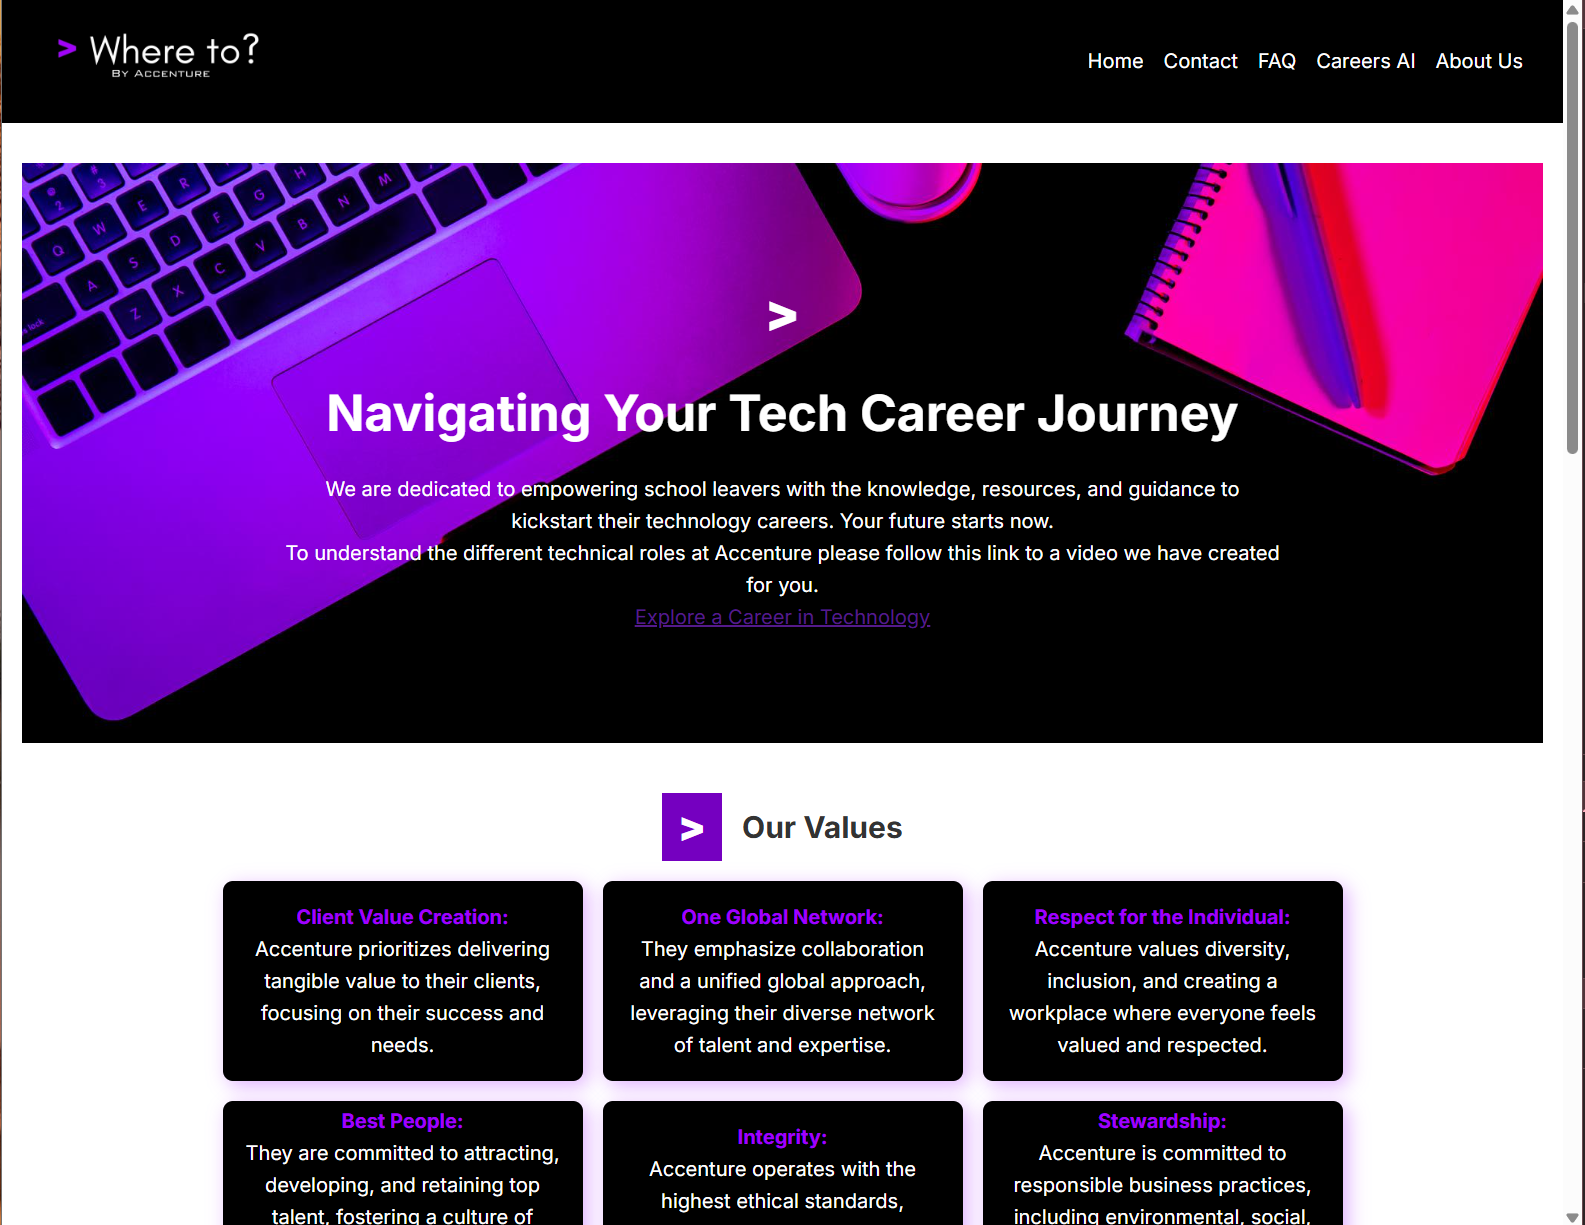 > Where to?
By Accenture
Home Contact FAQ Careers AI About Us
# 3
@ 2
Q W E R
F G H
A S D
Z X C V B N M
lock
>
Navigating Your Tech Career Journey
We are dedicated to empowering school leavers with the knowledge, resources, and guidance to
kickstart their technology careers. Your future starts now.
To understand the different technical roles at Accenture please follow this link to a video we have created
for you.
Explore a Career in Technology
> Our Values
Client Value Creation:
Accenture prioritizes delivering
tangible value to their clients,
focusing on their success and
needs.
One Global Network:
They emphasize collaboration
and a unified global approach,
leveraging their diverse network
of talent and expertise.
Respect for the Individual:
Accenture values diversity,
inclusion, and creating a
workplace where everyone feels
valued and respected.
Best People:
They are committed to attracting,
developing, and retaining top
talent, fostering a culture of
Integrity:
Accenture operates with the
highest ethical standards,
Stewardship:
Accenture is committed to
responsible business practices,
including environmental, social,